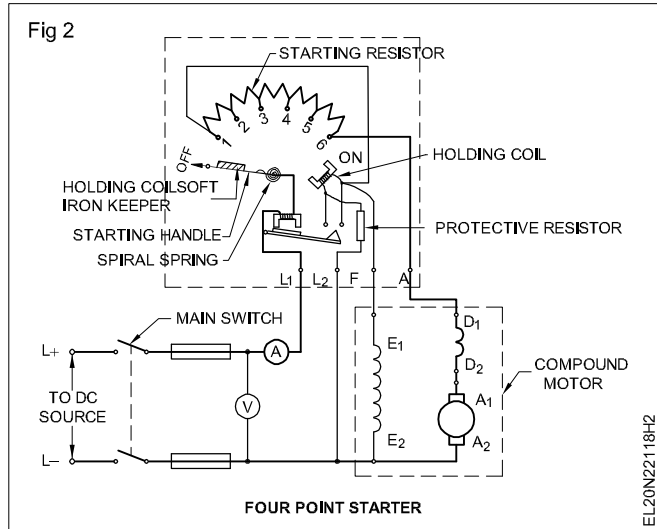 Fig 2
STARTING RESISTOR
1
2
3
4
5
6
OFF
ON
HOLDING COIL
HOLDING COILSOFT
IRON KEEPER
STARTING HANDLE
SPIRAL SPRING
PROTECTIVE RESISTOR
L1 L2 F A
MAIN SWITCH
L+
A
TO DC
SOURCE
V
L–
E1
E2
D1
D2
A1
A2
COMPOUND
MOTOR
FOUR POINT STARTER
EL20N22118H2